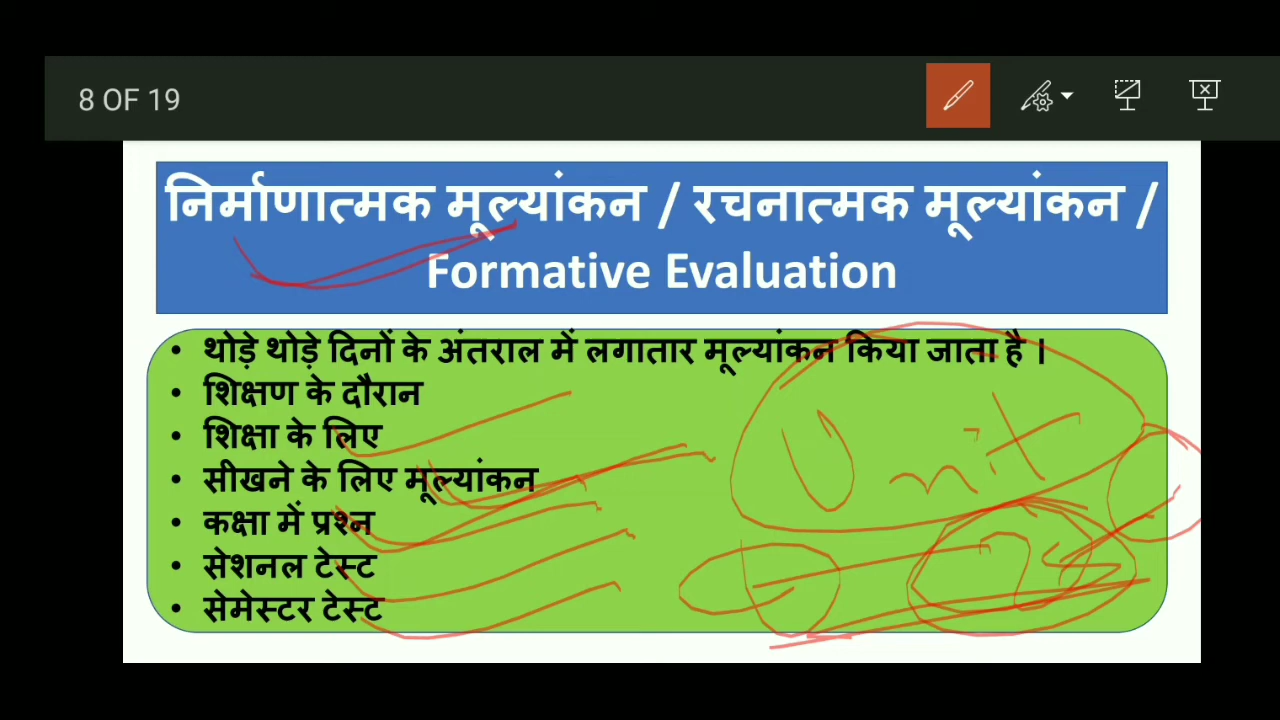 8 OF 19
निर्माणात्मक मूल्यांकन / रचनात्मक मूल्यांकन /
Formative Evaluation
• थोड़े थोड़े दिनों के अंतराल में लगातार मूल्यांकन किया जाता है ।
• शिक्षण के दौरान
• शिक्षा के लिए
• सीखने के लिए मूल्यांकन
• कक्षा में प्रश्न
• सेशनल टेस्ट
• सेमेस्टर टेस्ट
Unit